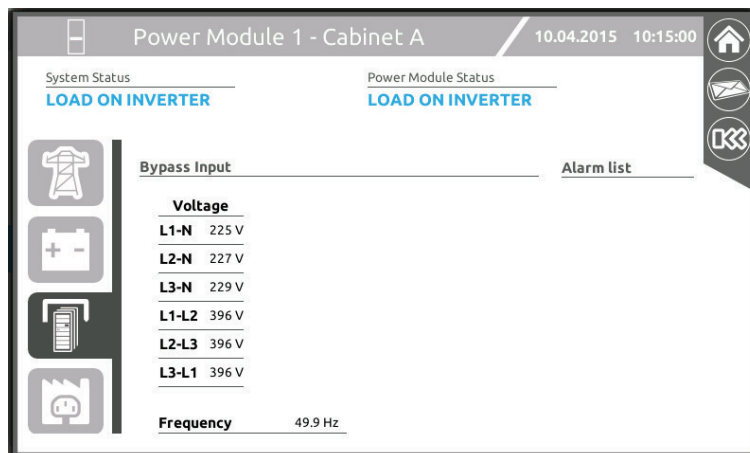 Power Module 1 - Cabinet A
10.04.2015 10:15:00
System Status
LOAD ON INVERTER
Power Module Status
LOAD ON INVERTER
Bypass Input
Alarm list
Voltage
L1-N 225 V
L2-N 227 V
L3-N 229 V
L1-L2 396 V
L2-L3 396 V
L3-L1 396 V
Frequency 49.9 Hz